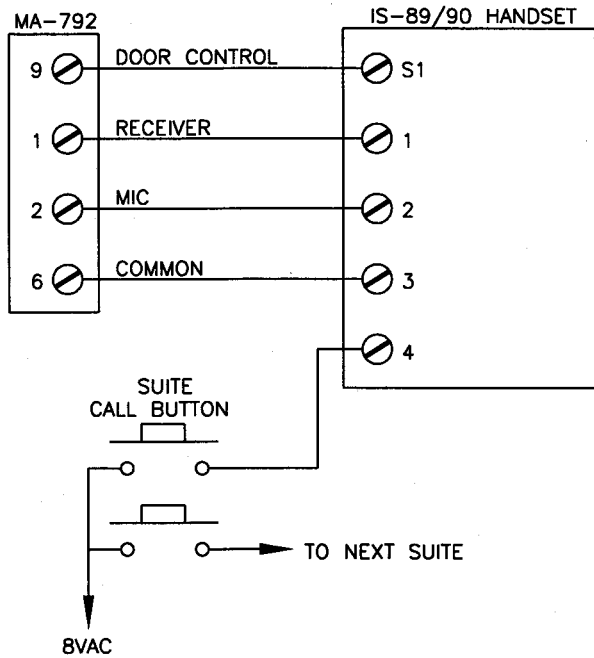 MA-792
IS-89/90 HANDSET
9 DOOR CONTROL S1
1 RECEIVER 1
2 MIC 2
6 COMMON 3
4
SUITE
CALL BUTTON
TO NEXT SUITE
8VAC